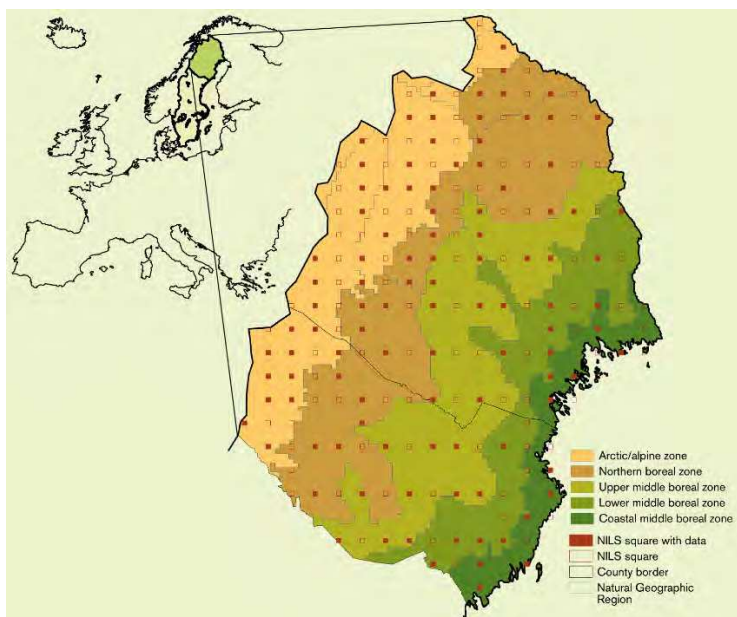 Arctic/alpine zone
Northern boreal zone
Upper middle boreal zone
Lower middle boreal zone
Coastal middle boreal zone
NILS square with data
NILS square
County border
Natural Geographic
Region